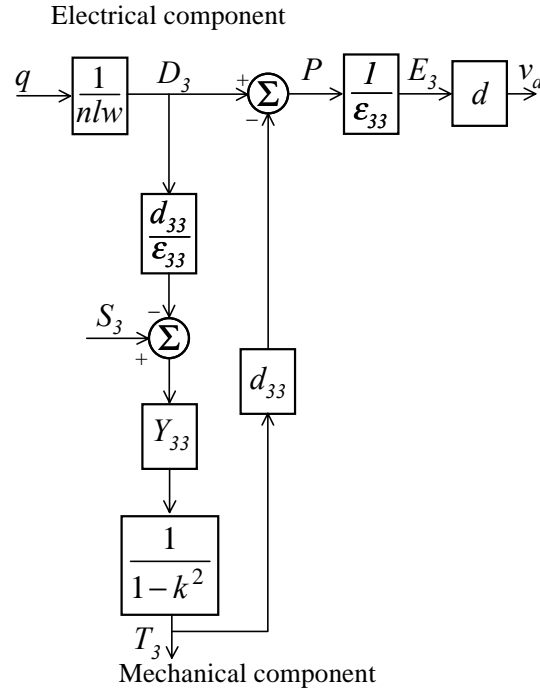 Electrical component
q
1
nlw
D₃
+
Σ
−
P
1
ε₃₃
E₃
d
v_a
d₃₃
ε₃₃
−
S₃
+
Σ
d₃₃
Y₃₃
1
1 − k²
T₃
Mechanical component